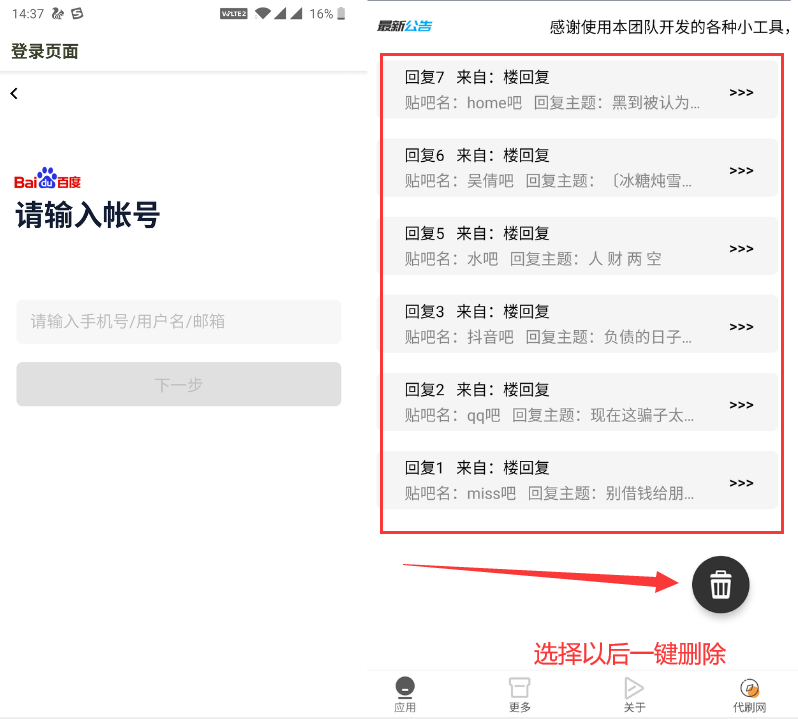 14:37
VoLTE2
16%
登录页面
Baidu百度
请输入帐号
请输入手机号/用户名/邮箱
下一步
最新公告
感谢使用本团队开发的各种小工具，
回复7 来自：楼回复
贴吧名：home吧 回复主题：黑到被认为...
>>>
回复6 来自：楼回复
贴吧名：吴倩吧 回复主题：〔冰糖炖雪...
>>>
回复5 来自：楼回复
贴吧名：水吧 回复主题：人 财 两 空
>>>
回复3 来自：楼回复
贴吧名：抖音吧 回复主题：负债的日子...
>>>
回复2 来自：楼回复
贴吧名：qq吧 回复主题：现在这骗子太...
>>>
回复1 来自：楼回复
贴吧名：miss吧 回复主题：别借钱给朋...
>>>
选择以后一键删除
应用
更多
关于
代刷网